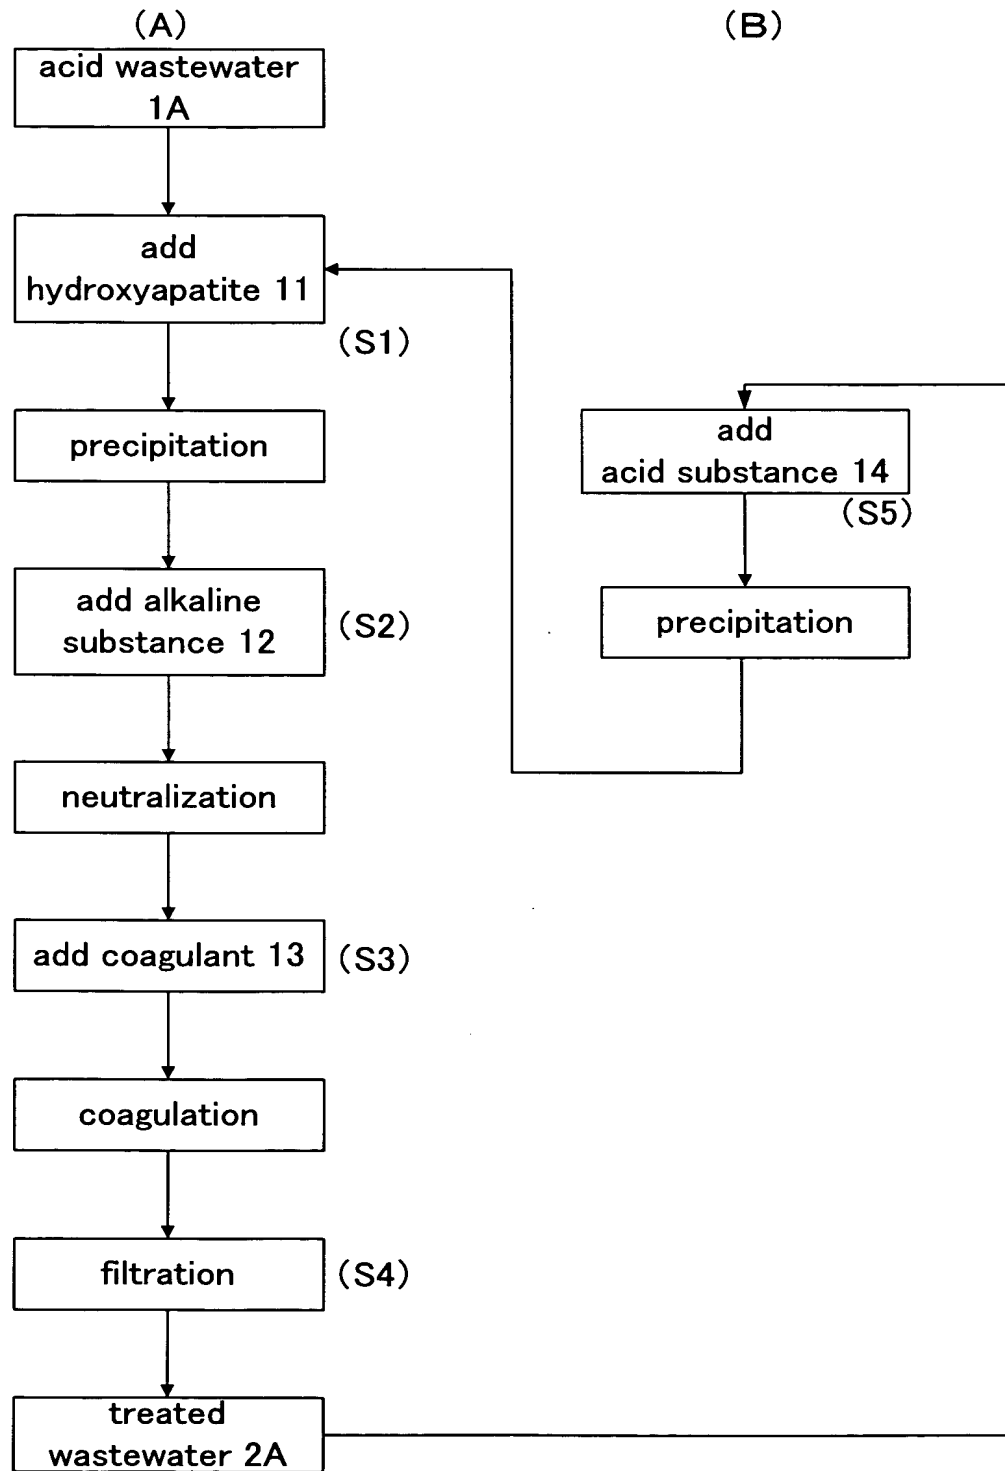 (A)
acid wastewater
1A
add
hydroxyapatite 11
(S1)
precipitation
add alkaline
substance 12
(S2)
neutralization
add coagulant 13
(S3)
coagulation
filtration
(S4)
treated
wastewater 2A
(B)
add
acid substance 14
(S5)
precipitation